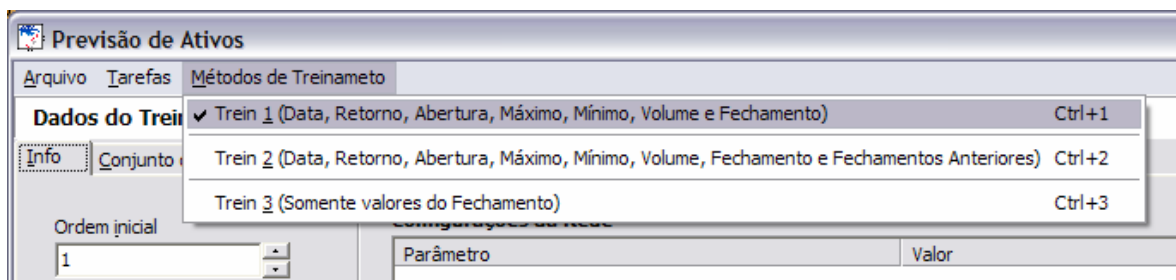 Previsão de Ativos
Arquivo Tarefas Métodos de Treinameto
Dados do Trei
Trein 1 (Data, Retorno, Abertura, Máximo, Mínimo, Volume e Fechamento) Ctrl+1
Info Conjunto
Trein 2 (Data, Retorno, Abertura, Máximo, Mínimo, Volume, Fechamento e Fechamentos Anteriores) Ctrl+2
Trein 3 (Somente valores do Fechamento) Ctrl+3
Ordem inicial
1
Parâmetro Valor